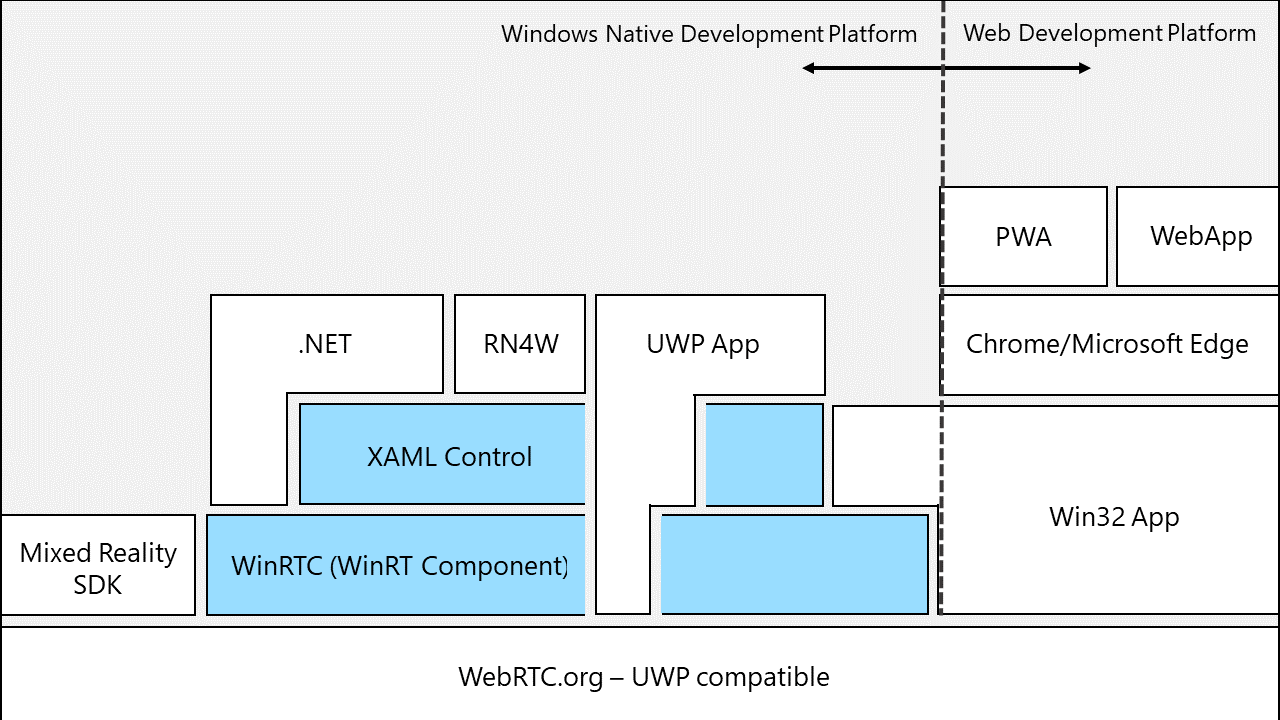 Windows Native Development Platform
Web Development Platform
PWA
WebApp
.NET
RN4W
UWP App
Chrome/Microsoft Edge
XAML Control
Win32 App
Mixed Reality
SDK
WinRTC (WinRT Component)
WebRTC.org – UWP compatible